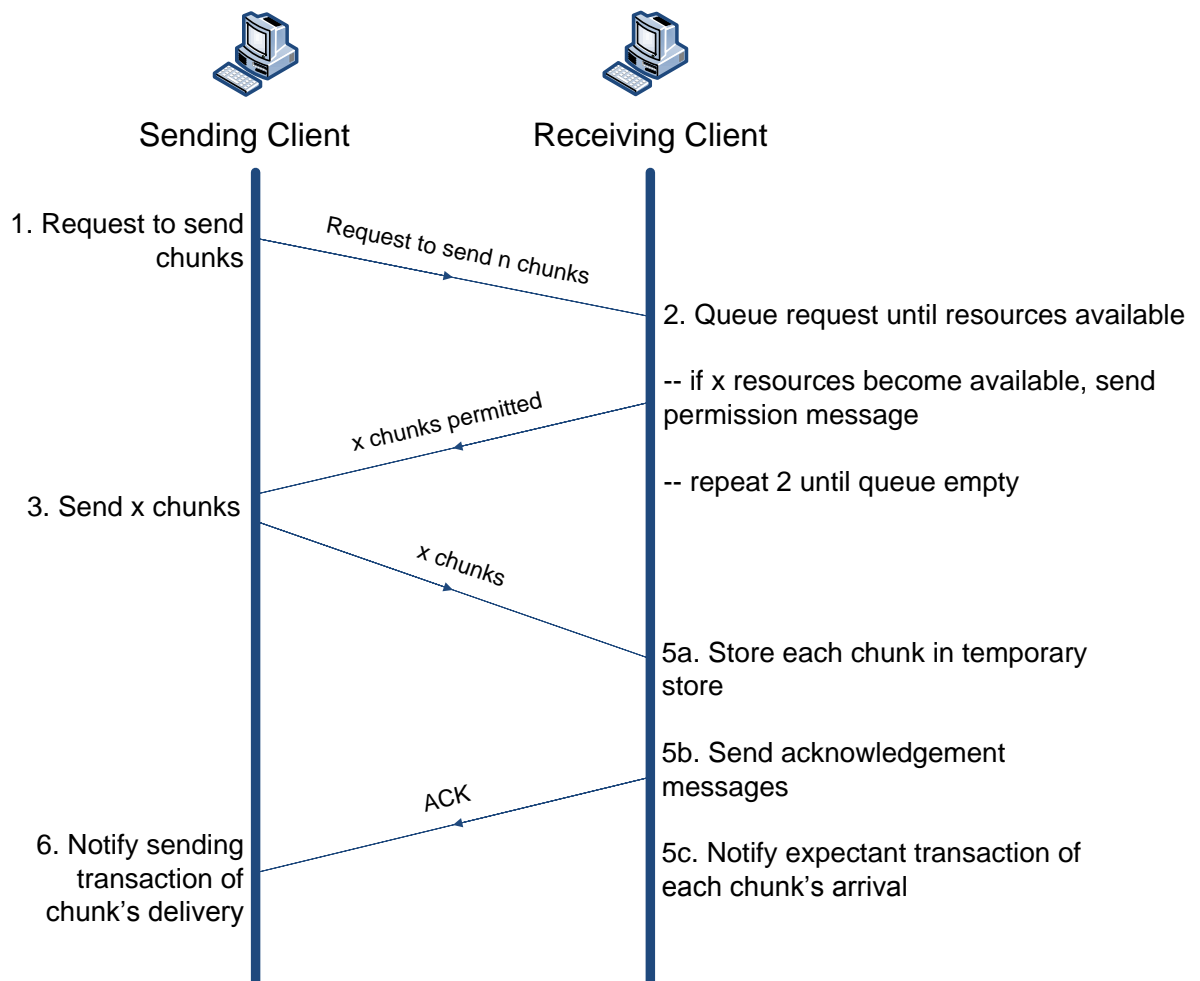 Sending Client
Receiving Client
1. Request to send
chunks
Request to send n chunks
2. Queue request until resources available
-- if x resources become available, send
permission message
x chunks permitted
-- repeat 2 until queue empty
3. Send x chunks
x chunks
5a. Store each chunk in temporary
store
5b. Send acknowledgement
messages
ACK
6. Notify sending
transaction of
chunk’s delivery
5c. Notify expectant transaction of
each chunk’s arrival